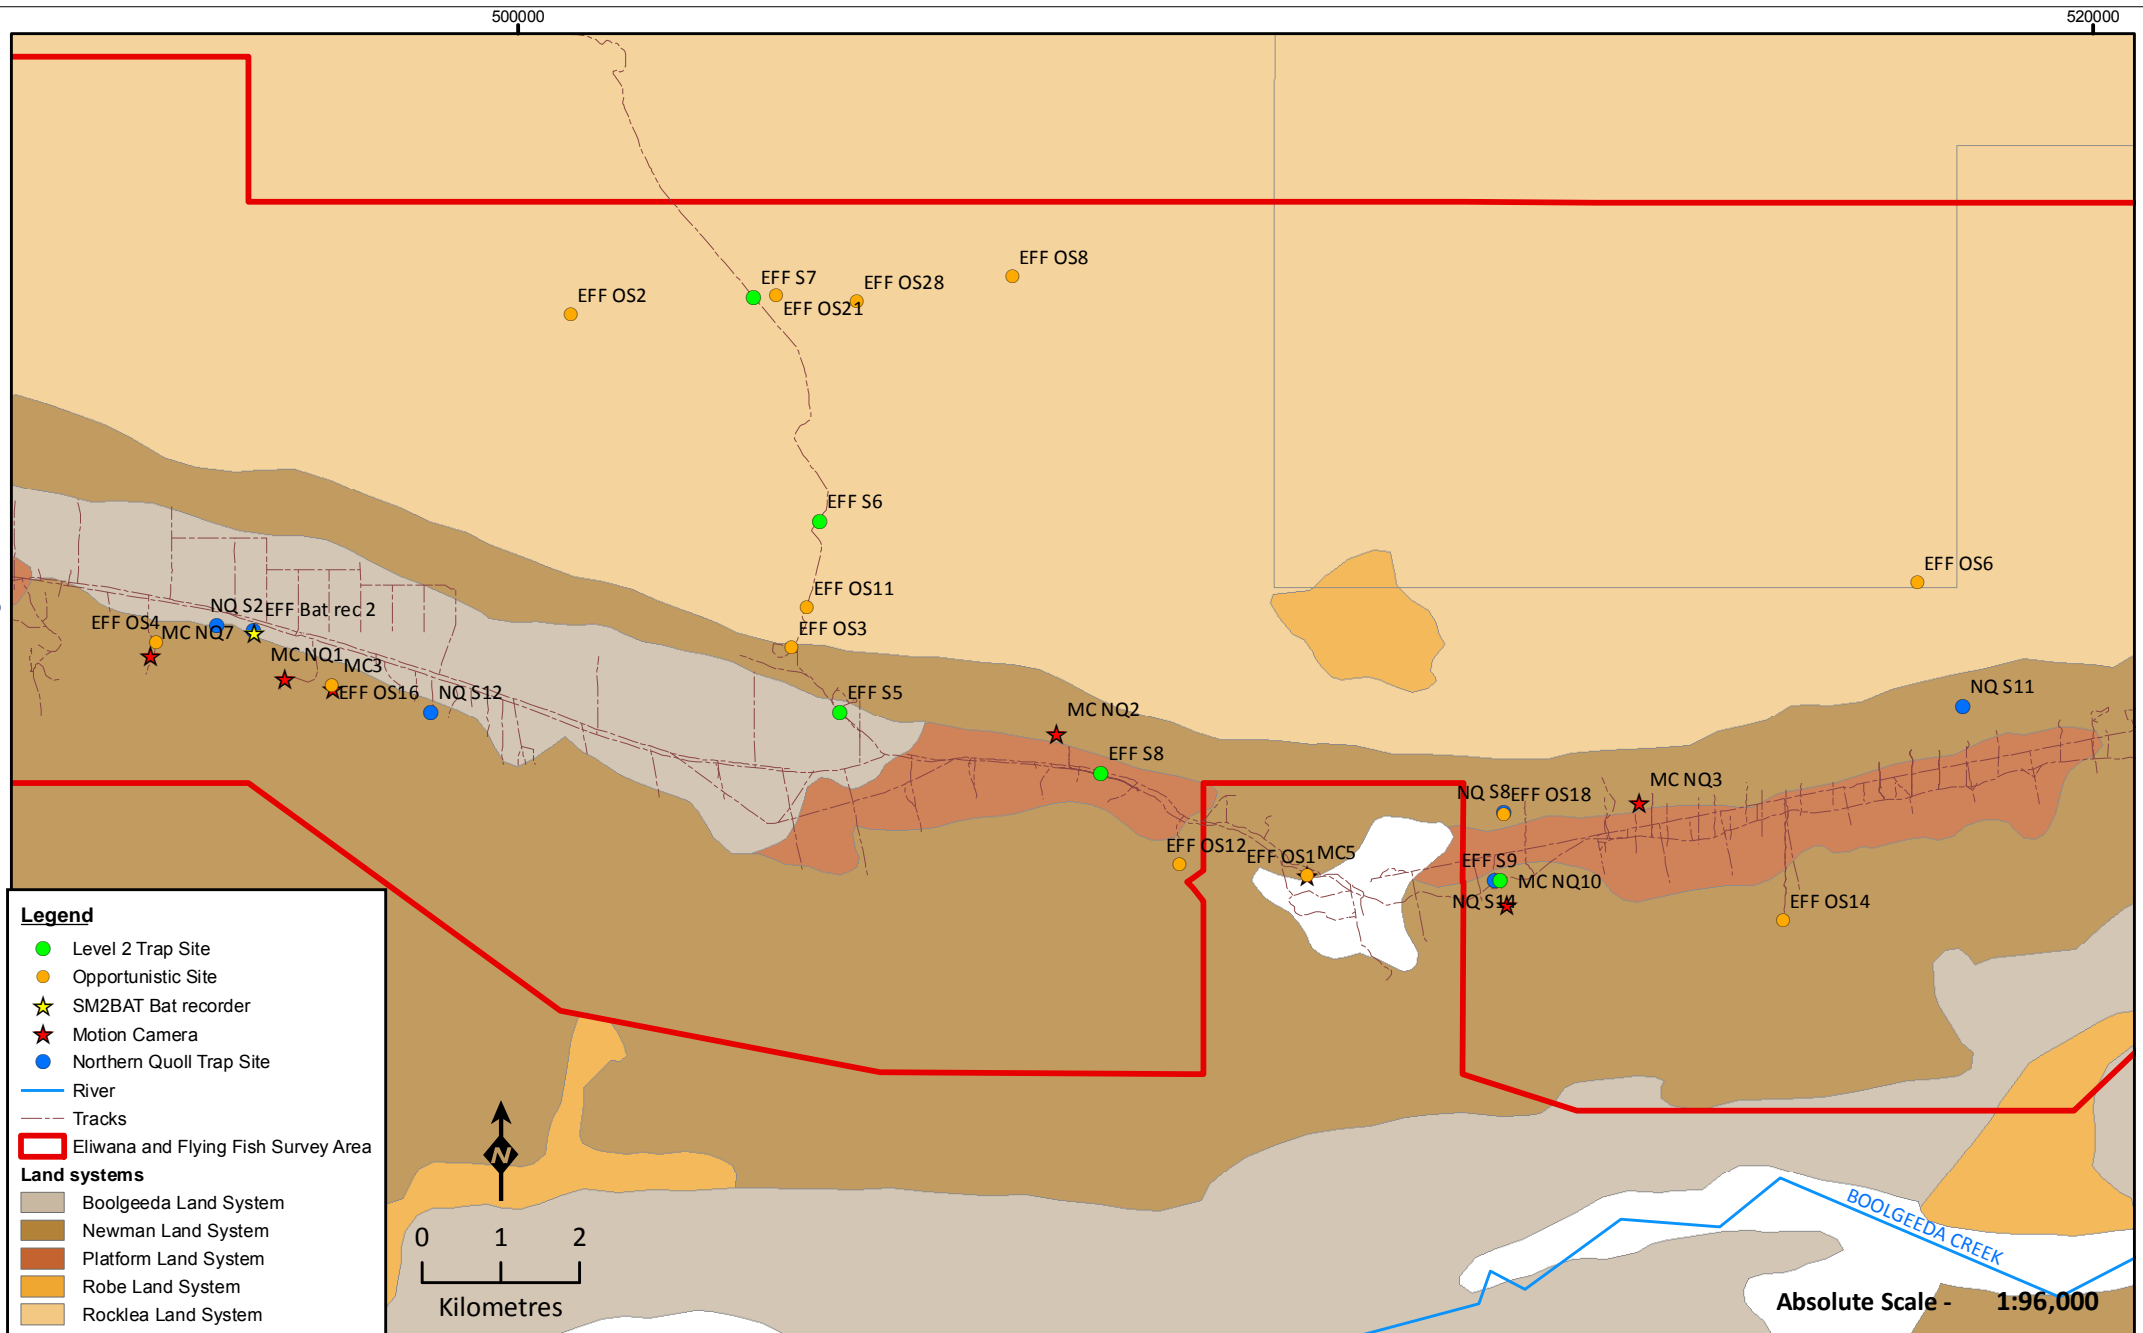 500000
520000
EFF OS8
EFF S7
EFF OS28
EFF OS2
EFF OS21
EFF S6
EFF OS6
EFF OS11
NQ S2
EFF Bat rec 2
EFF OS4
MC NQ7
EFF OS3
MC NQ1
MC3
EFF OS16
NQ S12
EFF S5
NQ S11
MC NQ2
EFF S8
MC NQ3
NQ S8
EFF OS18
EFF OS12
EFF OS1
MC5
EFF S9
MC NQ10
NQ S14
EFF OS14
Legend
Level 2 Trap Site
Opportunistic Site
SM2BAT Bat recorder
Motion Camera
Northern Quoll Trap Site
River
Tracks
Eliwana and Flying Fish Survey Area
Land systems
Boolgeeda Land System
Newman Land System
Platform Land System
Robe Land System
Rocklea Land System
N
0 1 2
Kilometres
BOOLGEEDA CREEK
Absolute Scale - 1:96,000